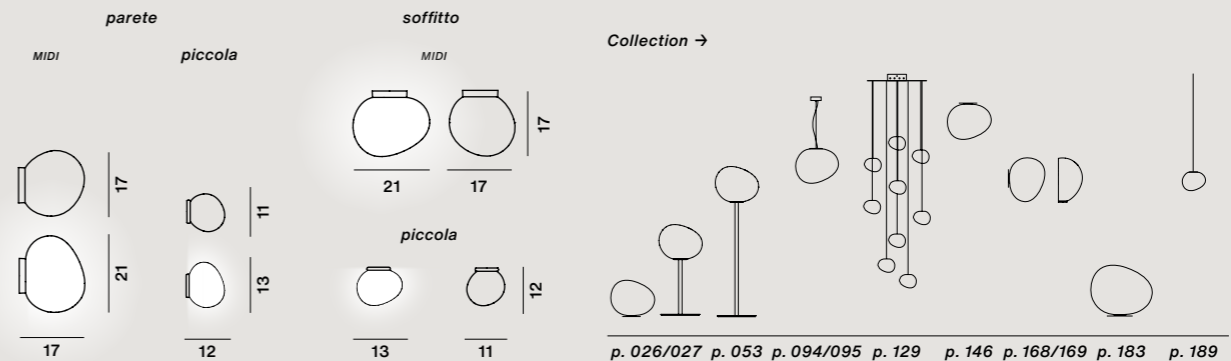 parete
MIDI
piccola
17
21
17
11
13
12
soffitto
MIDI
17
21
17
piccola
12
13
11
Collection →
p. 026/027 p. 053 p. 094/095 p. 129 p. 146 p. 168/169 p. 183 p. 189